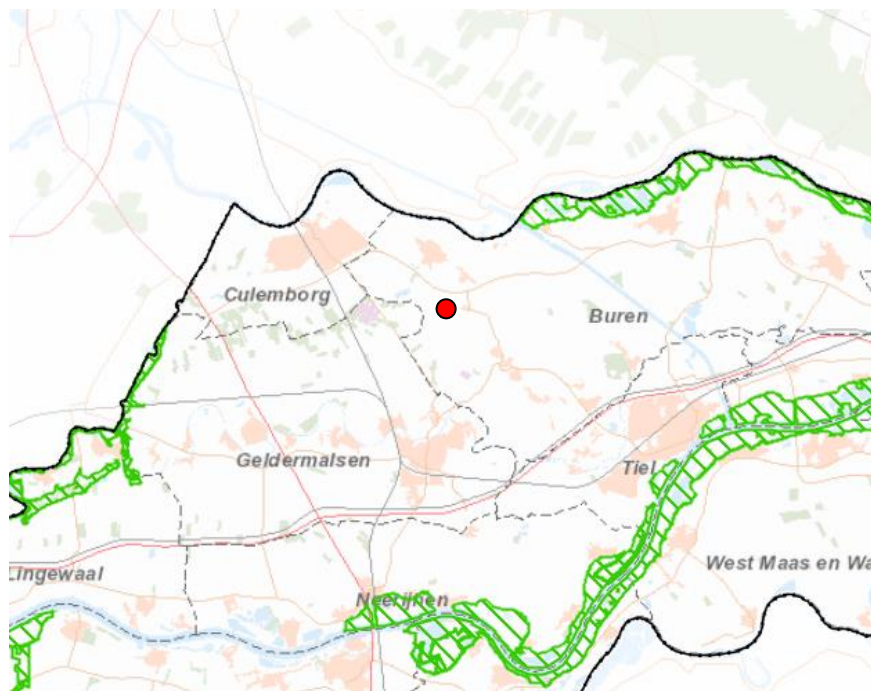 Culemborg
Buren
Geldermalsen
Tiel
Lingewaal
West Maas en Wa
Neerijnen